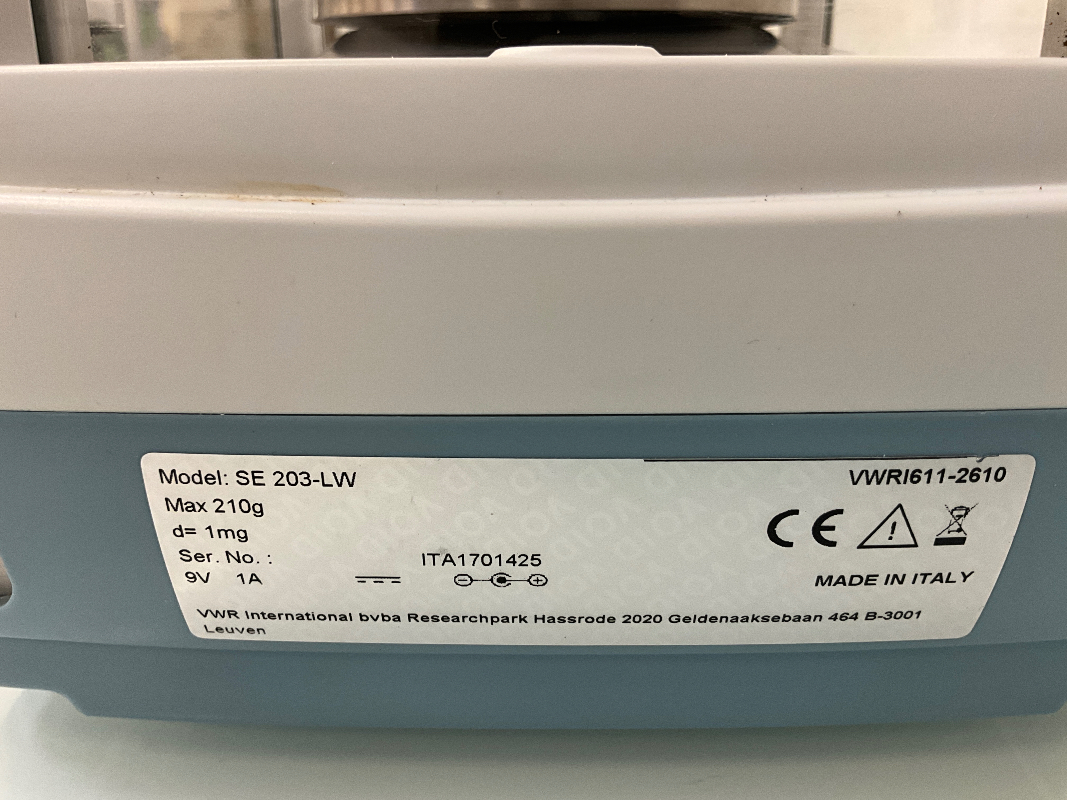 Model: SE 203-LW
VWRI611-2610
Max 210g
d= 1mg
Ser. No. : ITA1701425
9V 1A
MADE IN ITALY
VWR International bvba Researchpark Hassrode 2020 Geldenaaksebaan 464 B-3001
Leuven